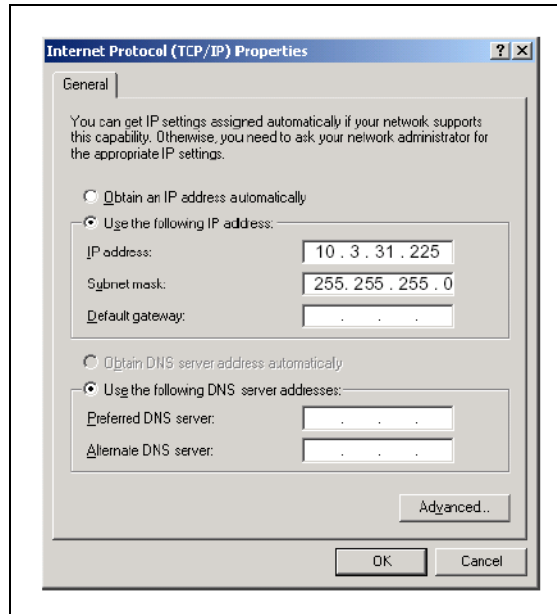 Internet Protocol (TCP/IP) Properties
General
You can get IP settings assigned automatically if your network supports
this capability. Otherwise, you need to ask your network administrator for
the appropriate IP settings.
Obtain an IP address automatically
Use the following IP address:
IP address: 10 . 3 . 31 . 225
Subnet mask: 255. 255 . 255 . 0
Default gateway: . . .
Obtain DNS server address automatically
Use the following DNS server addresses:
Preferred DNS server: . . .
Alternate DNS server: . . .
Advanced..
OK Cancel